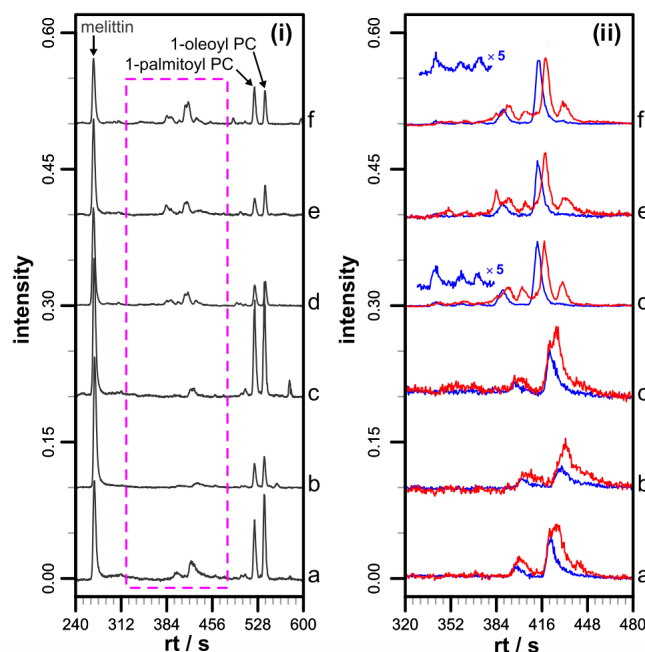 melittin
(i)
1-oleoyl PC
1-palmitoyl PC
f
e
d
c
b
a
intensity
0.60
0.45
0.30
0.15
0.00
240 312 384 456 528 600
rt / s
(ii)
× 5
f
e
× 5
c
b
a
intensity
0.60
0.45
0.30
0.15
0.00
320 352 384 416 448 480
rt / s